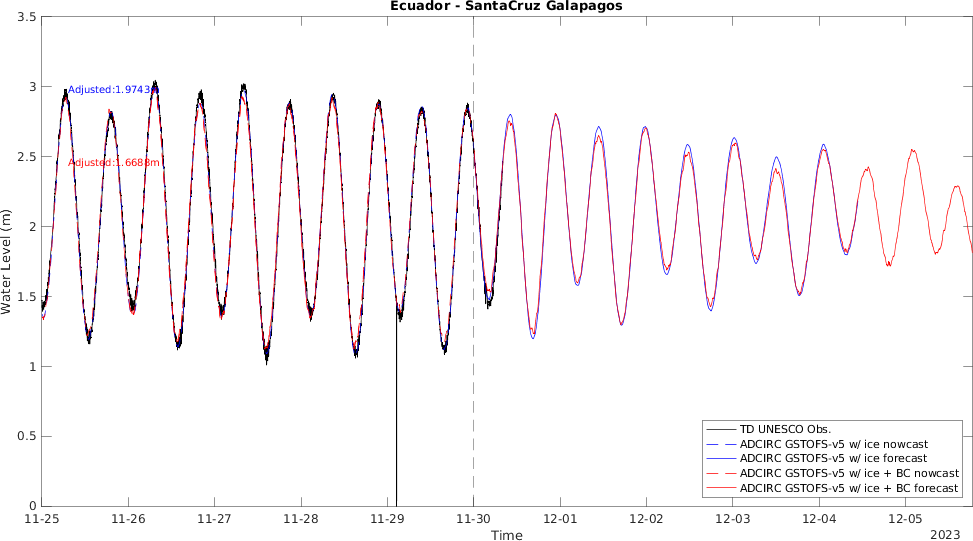 Ecuador - SantaCruz Galapagos
3.5
3
2.5
2
1.5
1
0.5
0
Water Level (m)
Adjusted:1.9743m
Adjusted:1.6688m
TD UNESCO Obs.
ADCIRC GSTOFS-v5 w/ ice nowcast
ADCIRC GSTOFS-v5 w/ ice forecast
ADCIRC GSTOFS-v5 w/ ice + BC nowcast
ADCIRC GSTOFS-v5 w/ ice + BC forecast
11-25 11-26 11-27 11-28 11-29 11-30 12-01 12-02 12-03 12-04 12-05
Time
2023